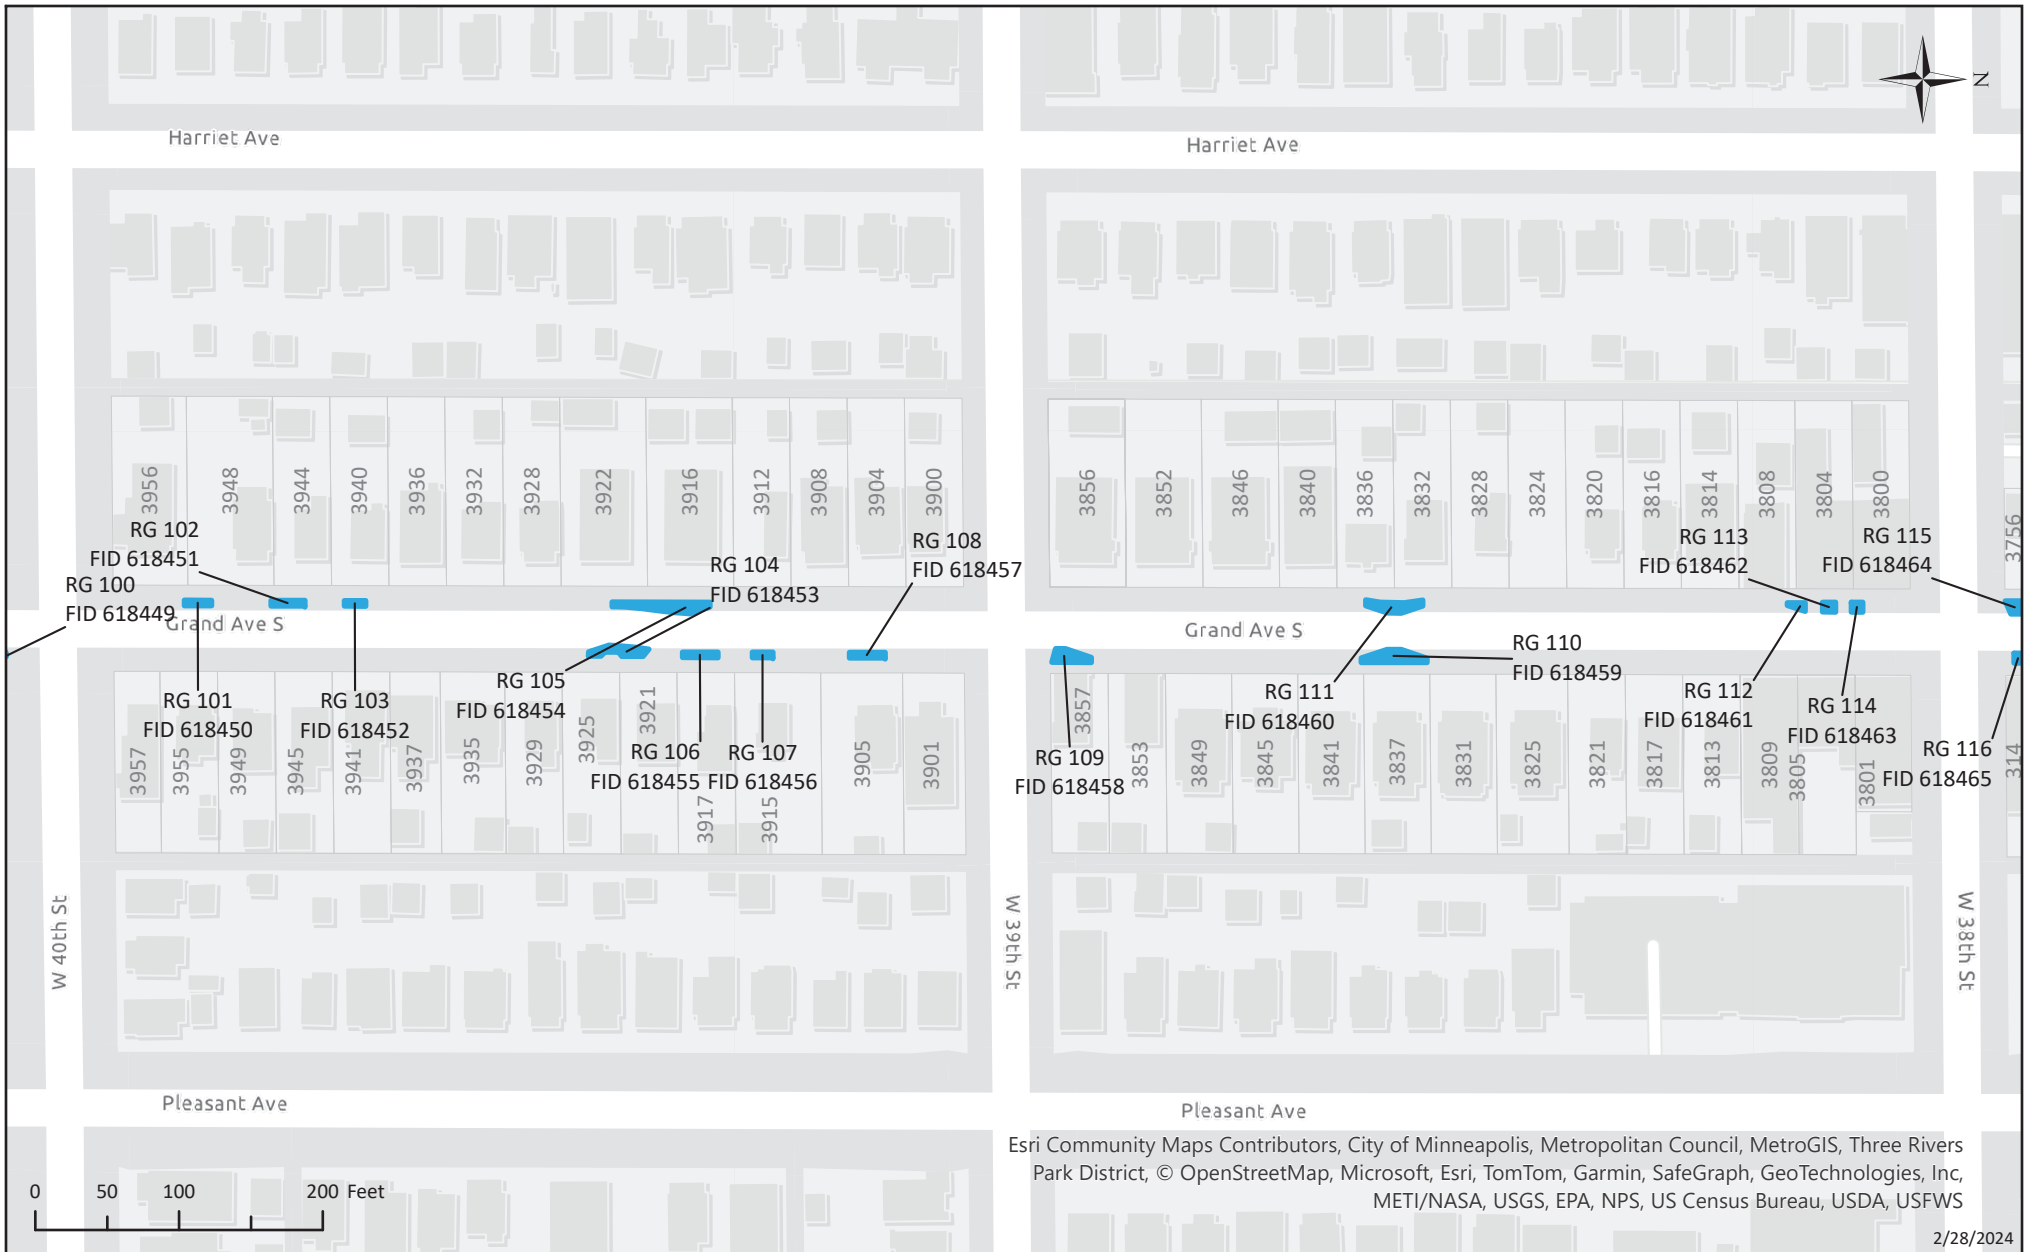 N
Harriet Ave
Harriet Ave
3956
3948
3944
3940
3936
3932
3928
3922
3916
3912
3908
3904
3900
3856
3852
3846
3840
3836
3832
3828
3824
3820
3816
3814
3808
3804
3800
3756
RG 102
FID 618451
RG 100
FID 618449
RG 104
FID 618453
RG 108
FID 618457
RG 113
FID 618462
RG 115
FID 618464
Grand Ave S
Grand Ave S
RG 101
FID 618450
RG 103
FID 618452
RG 105
FID 618454
RG 106
FID 618455
RG 107
FID 618456
RG 109
FID 618458
RG 111
FID 618460
RG 110
FID 618459
RG 112
FID 618461
RG 114
FID 618463
RG 116
FID 618465
3957
3955
3949
3945
3941
3937
3935
3929
3925
3921
3917
3915
3905
3901
3857
3853
3849
3845
3841
3837
3831
3825
3821
3817
3813
3809
3805
3801
314
W 40th St
W 39th St
W 38th St
Pleasant Ave
Pleasant Ave
0 50 100 200 Feet
Esri Community Maps Contributors, City of Minneapolis, Metropolitan Council, MetroGIS, Three Rivers
Park District, © OpenStreetMap, Microsoft, Esri, TomTom, Garmin, SafeGraph, GeoTechnologies, Inc,
METI/NASA, USGS, EPA, NPS, US Census Bureau, USDA, USFWS
2/28/2024